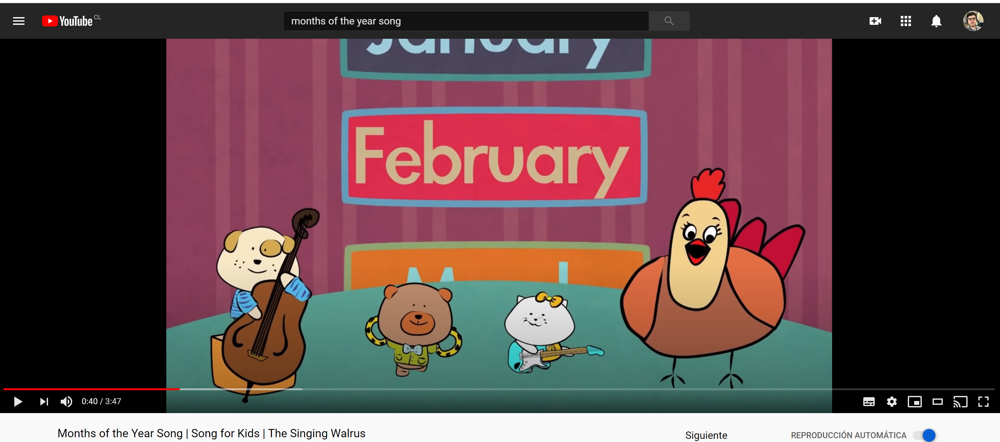 YouTube CL
months of the year song
January
February
0:40 / 3:47
Months of the Year Song | Song for Kids | The Singing Walrus
Siguiente
REPRODUCCIÓN AUTOMÁTICA